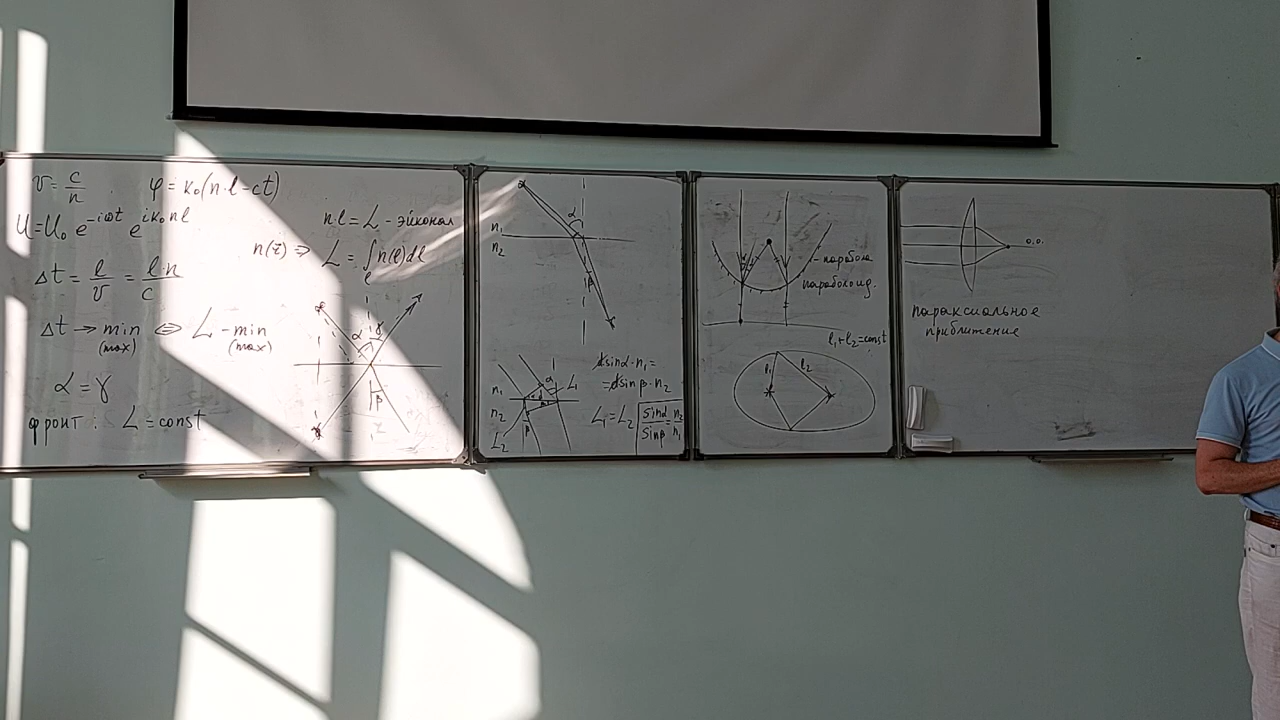 v = c/n
φ = k₀(n·l − ct)
U = U₀ e^{-iωt} e^{ik₀nl}
n·l = L - эйконал
n(r) ⇒ L = ∫n(l)dl
l
Δt = l/v = l·n/c
Δt → min ⇔ L - min
(max) (max)
α = γ
фронт: L = const
α γ
β
α
n₁
n₂
β
n₁
n₂
α
d
β
L₁
L₂
dsinα·n₁ =
= dsinβ·n₂
L₁ = L₂
sinα/sinβ = n₂/n₁
- парабола
параболоид.
l₁ + l₂ = const
l₁ l₂
о.о.
параксиальное
приближение